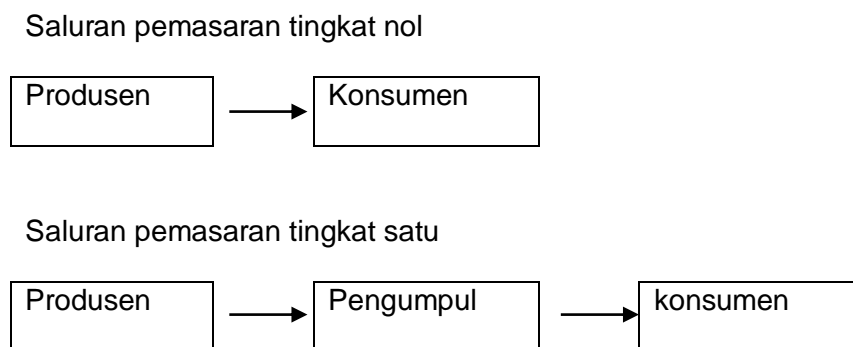 Saluran pemasaran tingkat nol
Produsen Konsumen
Saluran pemasaran tingkat satu
Produsen Pengumpul konsumen